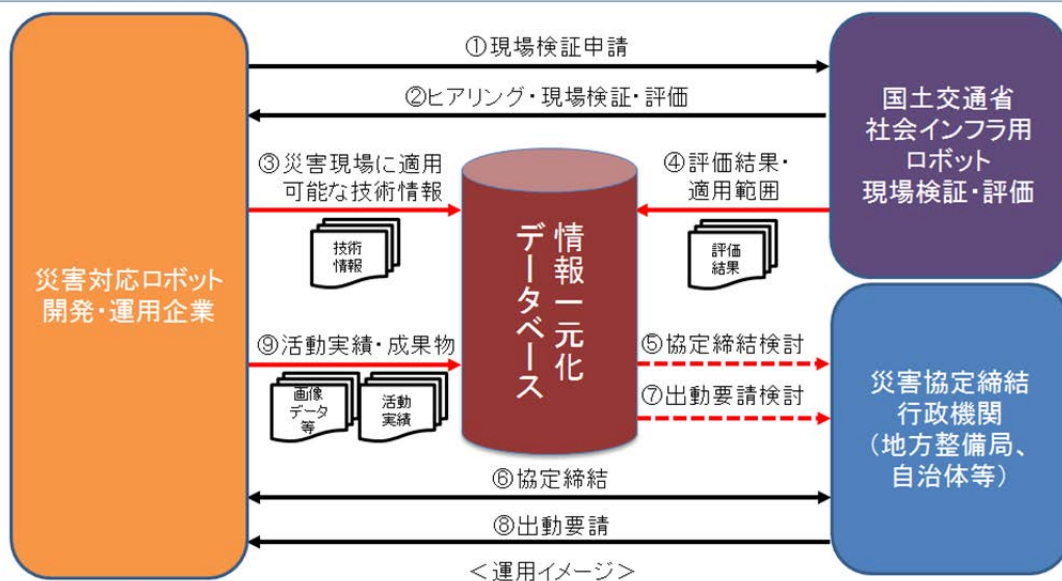 ①現場検証申請
②ヒアリング・現場検証・評価
国土交通省
社会インフラ用
ロボット
現場検証・評価
③災害現場に適用
可能な技術情報
技術
情報
④評価結果・
適用範囲
評価
結果
情報一元化
データベース
災害対応ロボット
開発・運用企業
⑨活動実績・成果物
画像
データ
等
活動
実績
⑤協定締結検討
⑦出動要請検討
災害協定締結
行政機関
(地方整備局、
自治体等)
⑥協定締結
⑧出動要請
<運用イメージ>